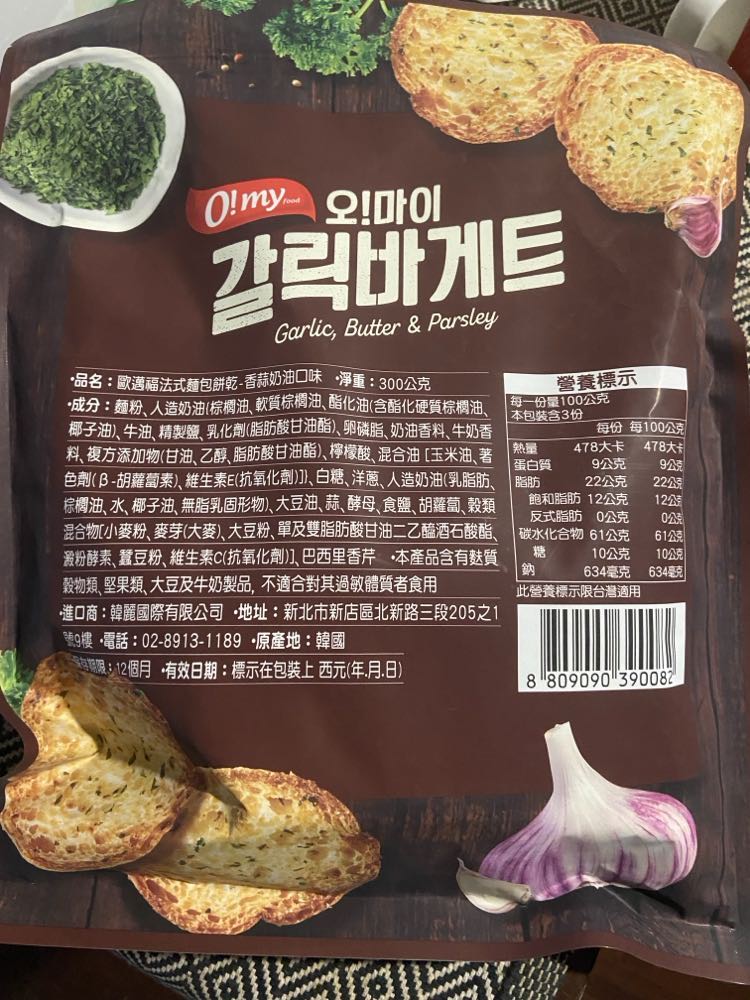 O!my food
오!마이
갈릭바게트
Garlic, Butter & Parsley
•品名：歐邁福法式麵包餅乾-香蒜奶油口味 •淨重：300公克
•成分：麵粉、人造奶油(棕櫚油、軟質棕櫚油、酯化油(含酯化硬質棕櫚油、
椰子油)、牛油、精製鹽、乳化劑(脂肪酸甘油酯)、卵磷脂、奶油香料、牛奶香
料、複方添加物(甘油、乙醇、脂肪酸甘油酯)、檸檬酸、混合油 [玉米油、著
色劑(β-胡蘿蔔素)、維生素E(抗氧化劑)]}、白糖、洋蔥、人造奶油(乳脂肪、
棕櫚油、水、椰子油、無脂乳固形物)、大豆油、蒜、酵母、食鹽、胡蘿蔔、穀類
混合物[小麥粉、麥芽(大麥)、大豆粉、單及雙脂肪酸甘油二乙醯酒石酸酯、
澱粉酵素、蠶豆粉、維生素C(抗氧化劑)]、巴西里香芹 •本產品含有麩質
穀物類、堅果類、大豆及牛奶製品, 不適合對其過敏體質者食用
•進口商：韓麗國際有限公司 •地址：新北市新店區北新路三段205之1
號9樓 •電話：02-8913-1189 •原產地：韓國
期限：12個月 •有效日期：標示在包裝上 西元(年.月.日)
營養標示
每一份量100公克
本包裝含3份
每份 每100公克
熱量 478大卡 478大卡
蛋白質 9公克 9公克
脂肪 22公克 22公克
飽和脂肪 12公克 12公克
反式脂肪 0公克 0公克
碳水化合物 61公克 61公克
糖 10公克 10公克
鈉 634毫克 634毫克
此營養標示限台灣適用
8 809090 390082